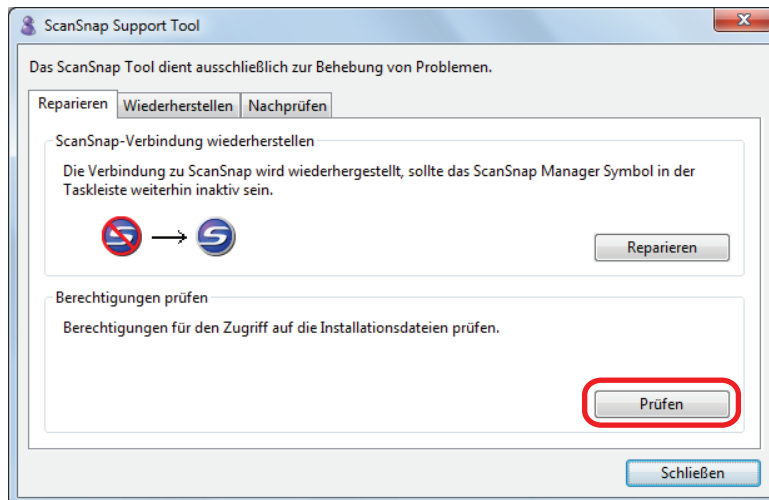 ScanSnap Support Tool
Das ScanSnap Tool dient ausschließlich zur Behebung von Problemen.
Reparieren Wiederherstellen Nachprüfen
ScanSnap-Verbindung wiederherstellen
Die Verbindung zu ScanSnap wird wiederhergestellt, sollte das ScanSnap Manager Symbol in der
Taskleiste weiterhin inaktiv sein.
Reparieren
Berechtigungen prüfen
Berechtigungen für den Zugriff auf die Installationsdateien prüfen.
Prüfen
Schließen